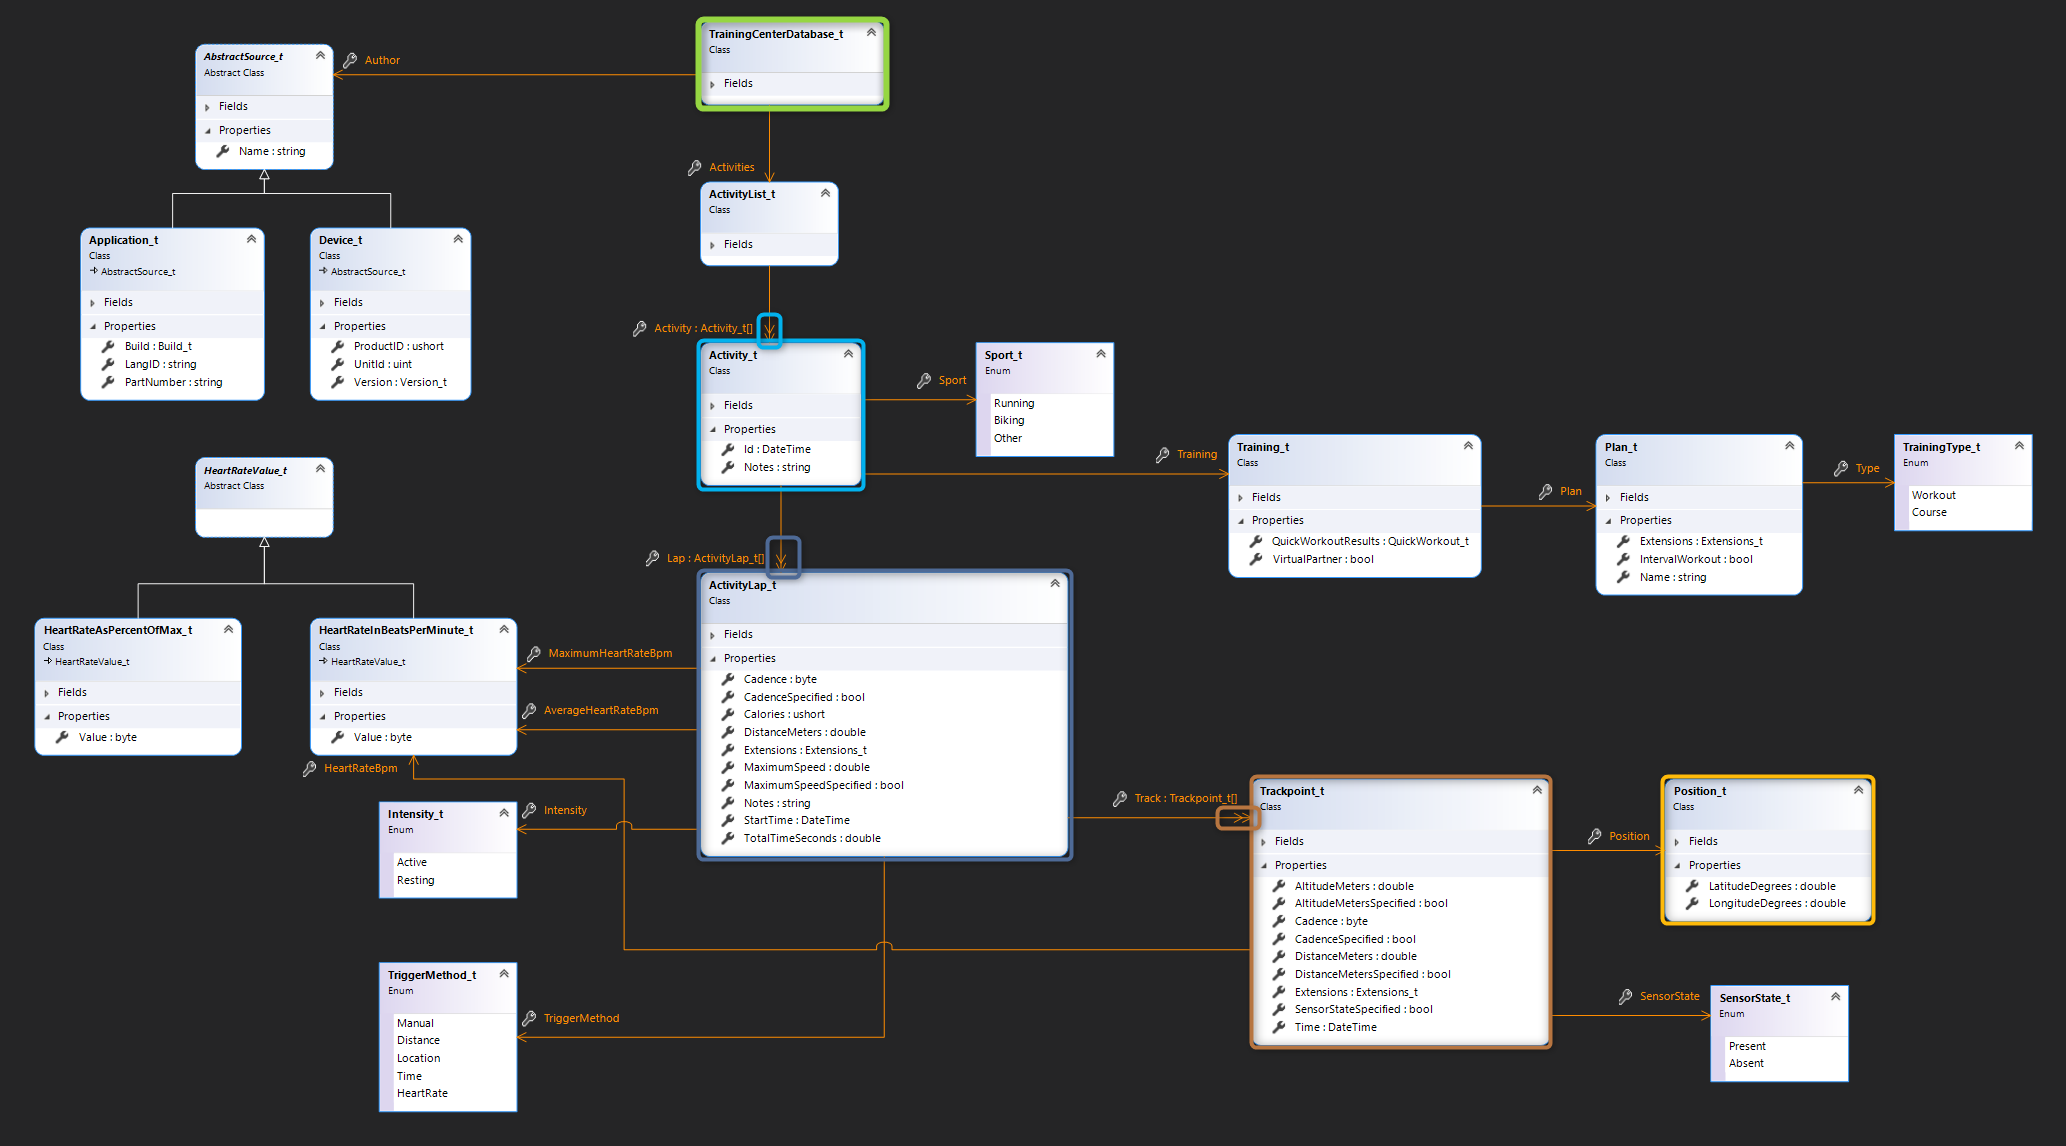 TrainingCenterDatabase_t
Class
Fields
AbstractSource_t
Abstract Class
Fields
Properties
Name : string
Author
Activities
ActivityList_t
Class
Fields
Application_t
Class
AbstractSource_t
Fields
Properties
Build : Build_t
LangID : string
PartNumber : string
Device_t
Class
AbstractSource_t
Fields
Properties
ProductID : ushort
UnitId : uint
Version : Version_t
Activity : Activity_t[]
Activity_t
Class
Fields
Properties
Id : DateTime
Notes : string
Sport
Sport_t
Enum
Running
Biking
Other
Training
Training_t
Class
Fields
Properties
QuickWorkoutResults : QuickWorkout_t
VirtualPartner : bool
Plan
Plan_t
Class
Fields
Properties
Extensions : Extensions_t
IntervalWorkout : bool
Name : string
Type
TrainingType_t
Enum
Workout
Course
HeartRateValue_t
Abstract Class
HeartRateAsPercentOfMax_t
Class
HeartRateValue_t
Fields
Properties
Value : byte
HeartRateInBeatsPerMinute_t
Class
HeartRateValue_t
Fields
Properties
Value : byte
Lap : ActivityLap_t[]
ActivityLap_t
Class
Fields
Properties
Cadence : byte
CadenceSpecified : bool
Calories : ushort
DistanceMeters : double
Extensions : Extensions_t
MaximumSpeed : double
MaximumSpeedSpecified : bool
Notes : string
StartTime : DateTime
TotalTimeSeconds : double
MaximumHeartRateBpm
AverageHeartRateBpm
HeartRateBpm
Intensity
Intensity_t
Enum
Active
Resting
TriggerMethod
TriggerMethod_t
Enum
Manual
Distance
Location
Time
HeartRate
Track : Trackpoint_t[]
Trackpoint_t
Class
Fields
Properties
AltitudeMeters : double
AltitudeMetersSpecified : bool
Cadence : byte
CadenceSpecified : bool
DistanceMeters : double
DistanceMetersSpecified : bool
Extensions : Extensions_t
SensorStateSpecified : bool
Time : DateTime
Position
Position_t
Class
Fields
Properties
LatitudeDegrees : double
LongitudeDegrees : double
SensorState
SensorState_t
Enum
Present
Absent